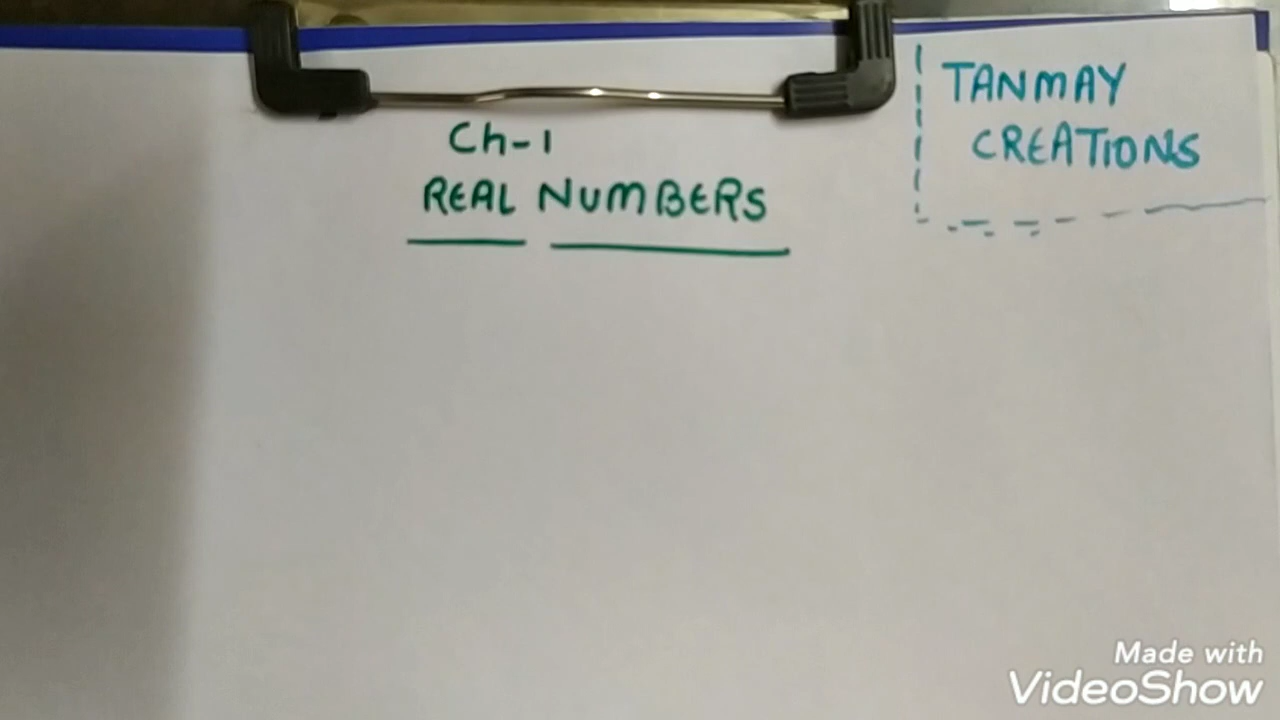 Ch-1
REAL NUMBERS
TANMAY
CREATIONS
Made with
VideoShow